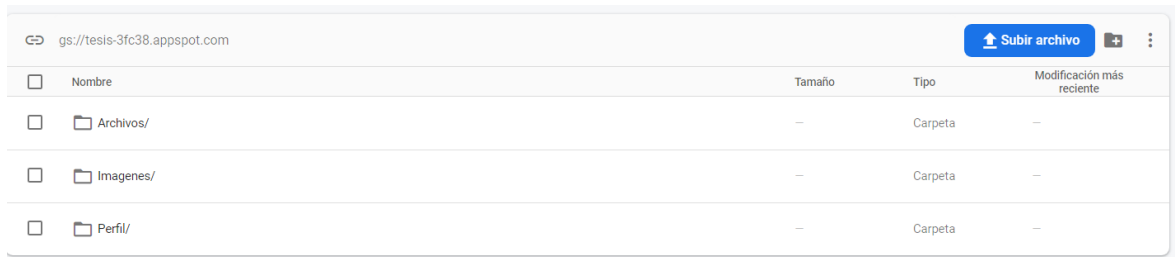 gs://tesis-3fc38.appspot.com
Subir archivo
Nombre Tamaño Tipo Modificación más reciente
Archivos/ — Carpeta —
Imagenes/ — Carpeta —
Perfil/ — Carpeta —